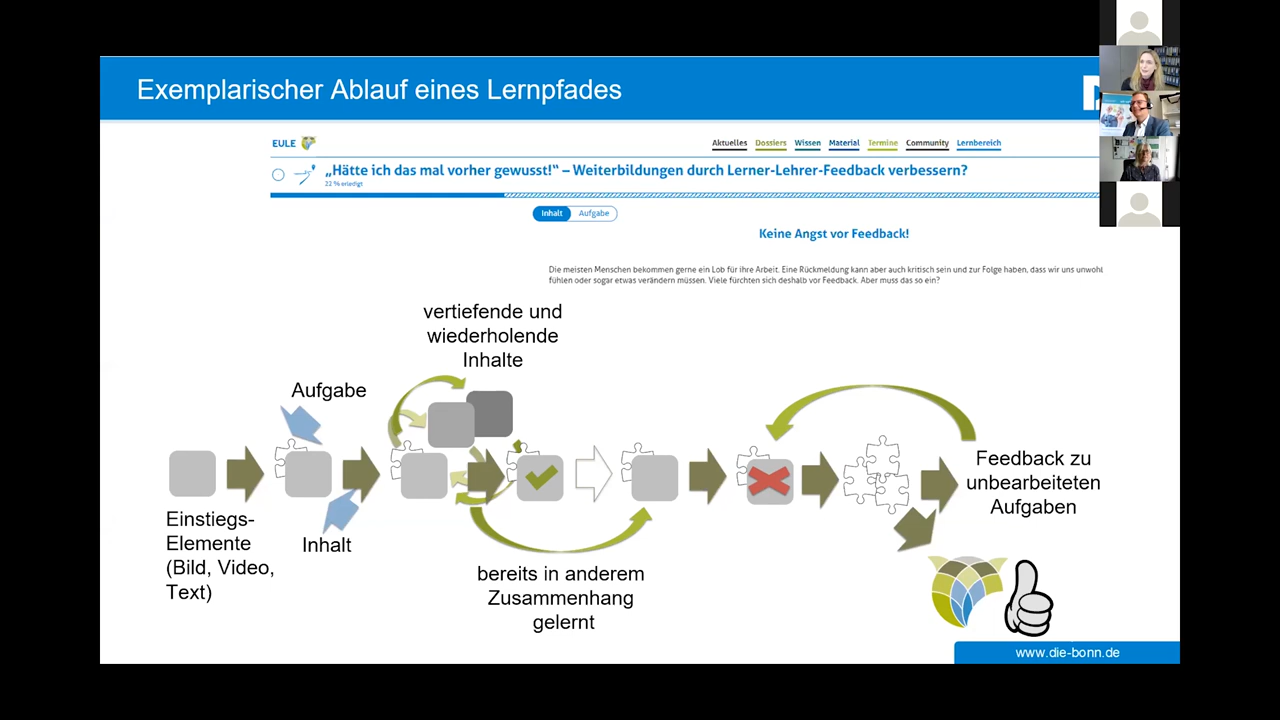 Exemplarischer Ablauf eines Lernpfades
EULE
Aktuelles Dossiers Wissen Material Termine Community Lernbereich
„Hätte ich das mal vorher gewusst!“ – Weiterbildungen durch Lerner-Lehrer-Feedback verbessern?
22 % erledigt
Inhalt Aufgabe
Keine Angst vor Feedback!
Die meisten Menschen bekommen gerne ein Lob für ihre Arbeit. Eine Rückmeldung kann aber auch kritisch sein und zur Folge haben, dass wir uns unwohl
fühlen oder sogar etwas verändern müssen. Viele fürchten sich deshalb vor Feedback. Aber muss das so ein?
vertiefende und
wiederholende
Inhalte
Aufgabe
Einstiegs-
Elemente
(Bild, Video,
Text)
Inhalt
bereits in anderem
Zusammenhang
gelernt
Feedback zu
unbearbeiteten
Aufgaben
www.die-bonn.de